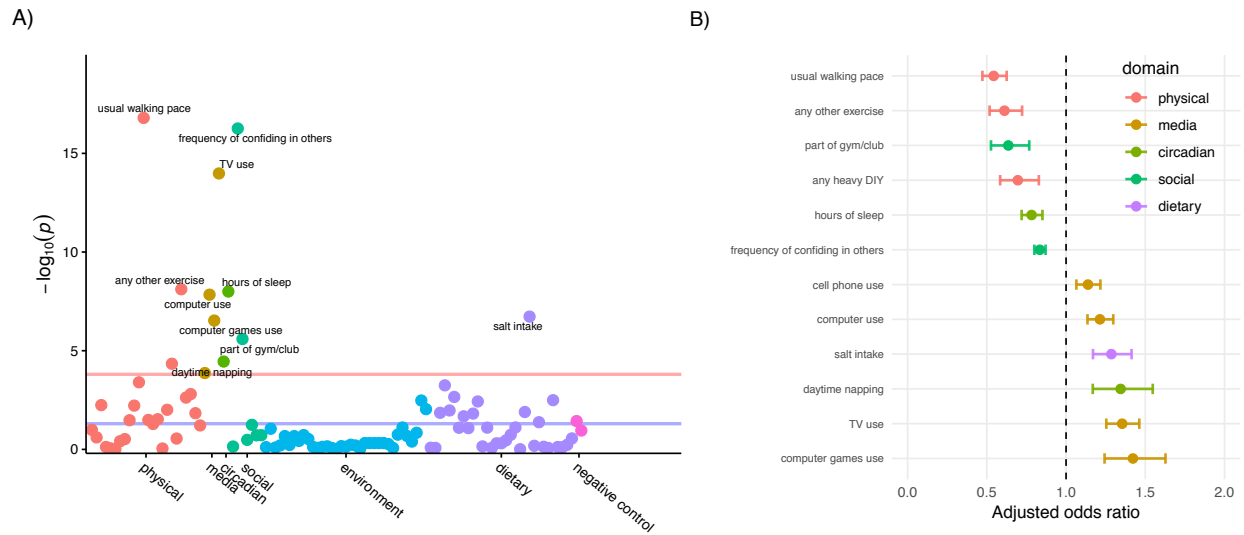 A)
usual walking pace
frequency of confiding in others
TV use
any other exercise
hours of sleep
computer use
computer games use
salt intake
part of gym/club
daytime napping
15
10
5
0
−log10(p)
physical
media
circadian
social
environment
dietary
negative control
B)
usual walking pace
any other exercise
part of gym/club
any heavy DIY
hours of sleep
frequency of confiding in others
cell phone use
computer use
salt intake
daytime napping
TV use
computer games use
domain
physical
media
circadian
social
dietary
0.0 0.5 1.0 1.5 2.0
Adjusted odds ratio